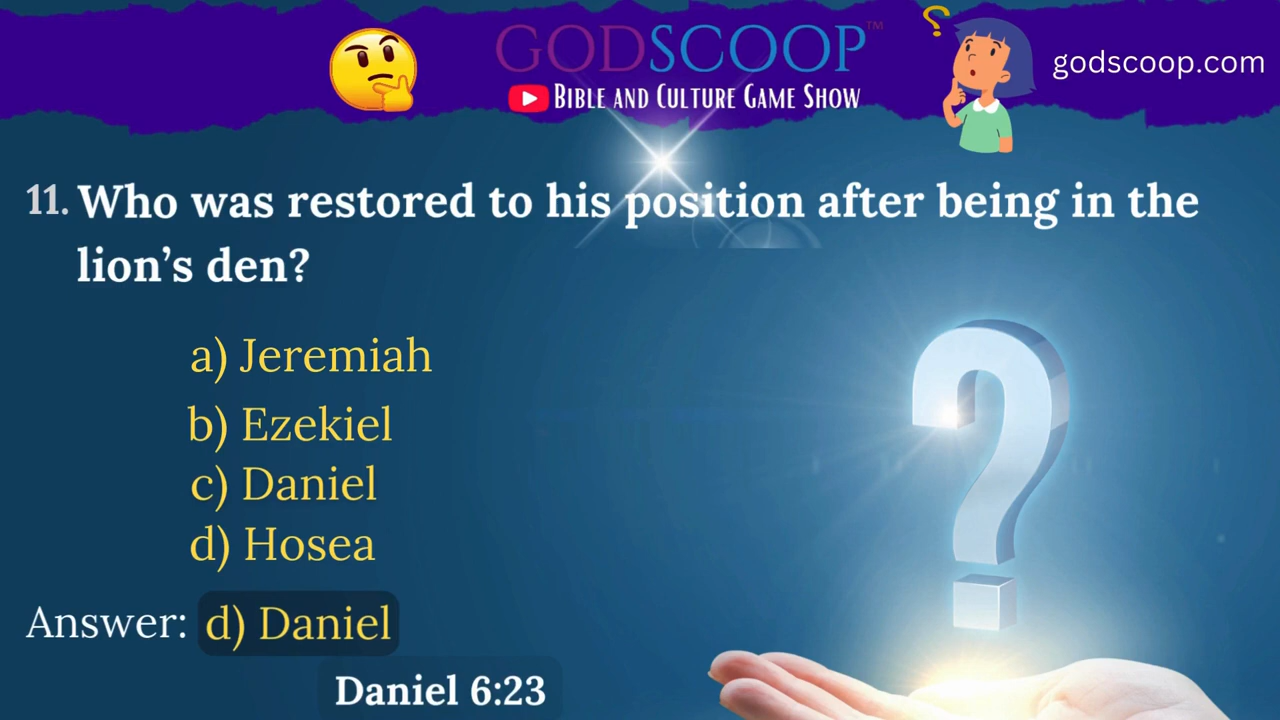 GODSCOOP™
BIBLE AND CULTURE GAME SHOW
godscoop.com
11. Who was restored to his position after being in the
lion’s den?
a) Jeremiah
b) Ezekiel
c) Daniel
d) Hosea
Answer: d) Daniel
Daniel 6:23